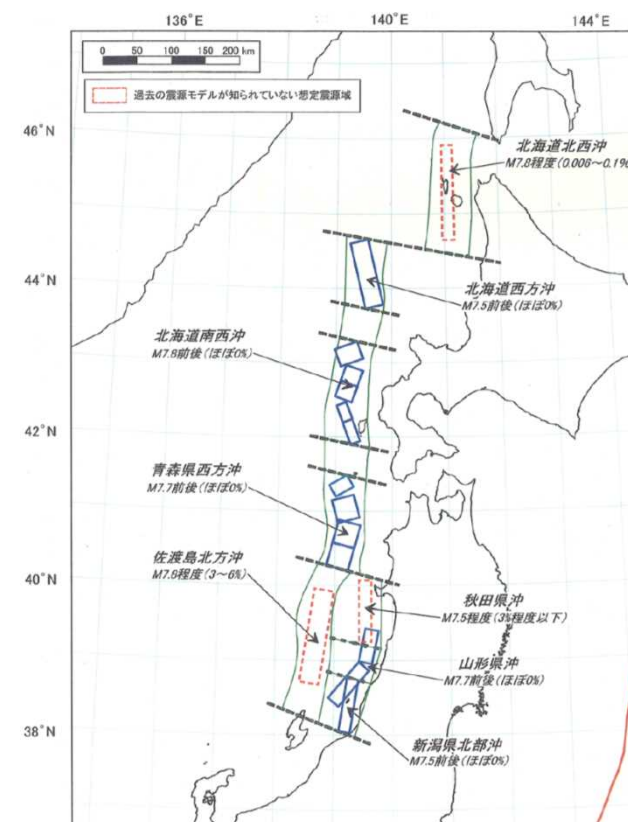 136°E
140°E
144°E
0 50 100 150 200 km
過去の震源モデルが知られていない想定震源域
46°N
北海道北西沖
M7.8程度(0.006～0.1%
44°N
北海道西方沖
M7.5前後(ほぼ0%)
北海道南西沖
M7.8前後(ほぼ0%)
42°N
青森県西方沖
M7.7前後(ほぼ0%)
佐渡島北方沖
M7.8程度(3～6%)
40°N
秋田県沖
M7.5程度(3%程度以下)
山形県沖
M7.7前後(ほぼ0%)
38°N
新潟県北部沖
M7.5前後(ほぼ0%)